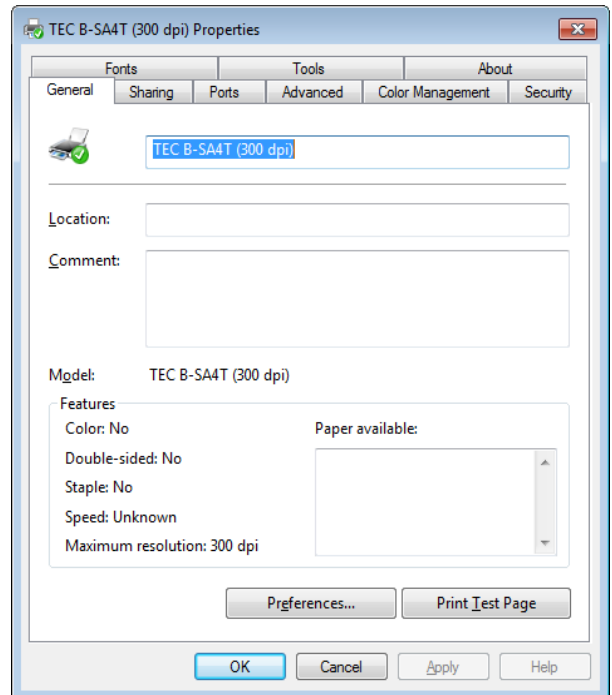 TEC B-SA4T (300 dpi) Properties
Fonts Tools About
General Sharing Ports Advanced Color Management Security
TEC B-SA4T (300 dpi)
Location:
Comment:
Model: TEC B-SA4T (300 dpi)
Features
Color: No Paper available:
Double-sided: No
Staple: No
Speed: Unknown
Maximum resolution: 300 dpi
Preferences... Print Test Page
OK Cancel Apply Help